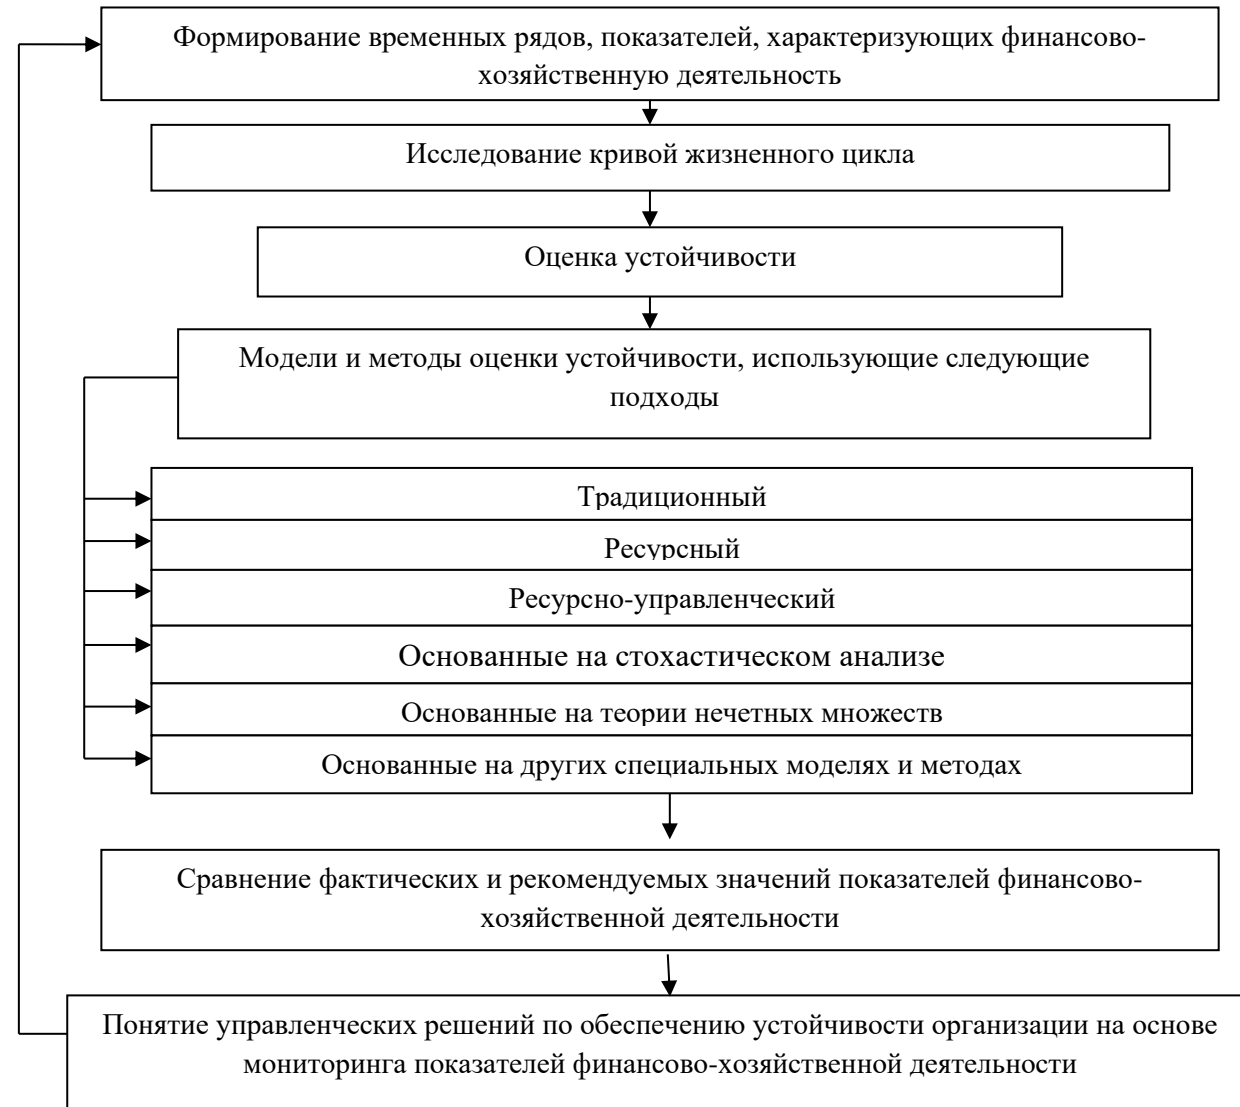 Формирование временных рядов, показателей, характеризующих финансово-
хозяйственную деятельность
Исследование кривой жизненного цикла
Оценка устойчивости
Модели и методы оценки устойчивости, использующие следующие
подходы
Традиционный
Ресурсный
Ресурсно-управленческий
Основанные на стохастическом анализе
Основанные на теории нечетных множеств
Основанные на других специальных моделях и методах
Сравнение фактических и рекомендуемых значений показателей финансово-
хозяйственной деятельности
Понятие управленческих решений по обеспечению устойчивости организации на основе
мониторинга показателей финансово-хозяйственной деятельности